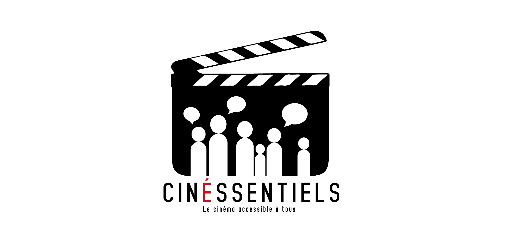 CINÉSSENTIELS
Le cinéma accessible à tous